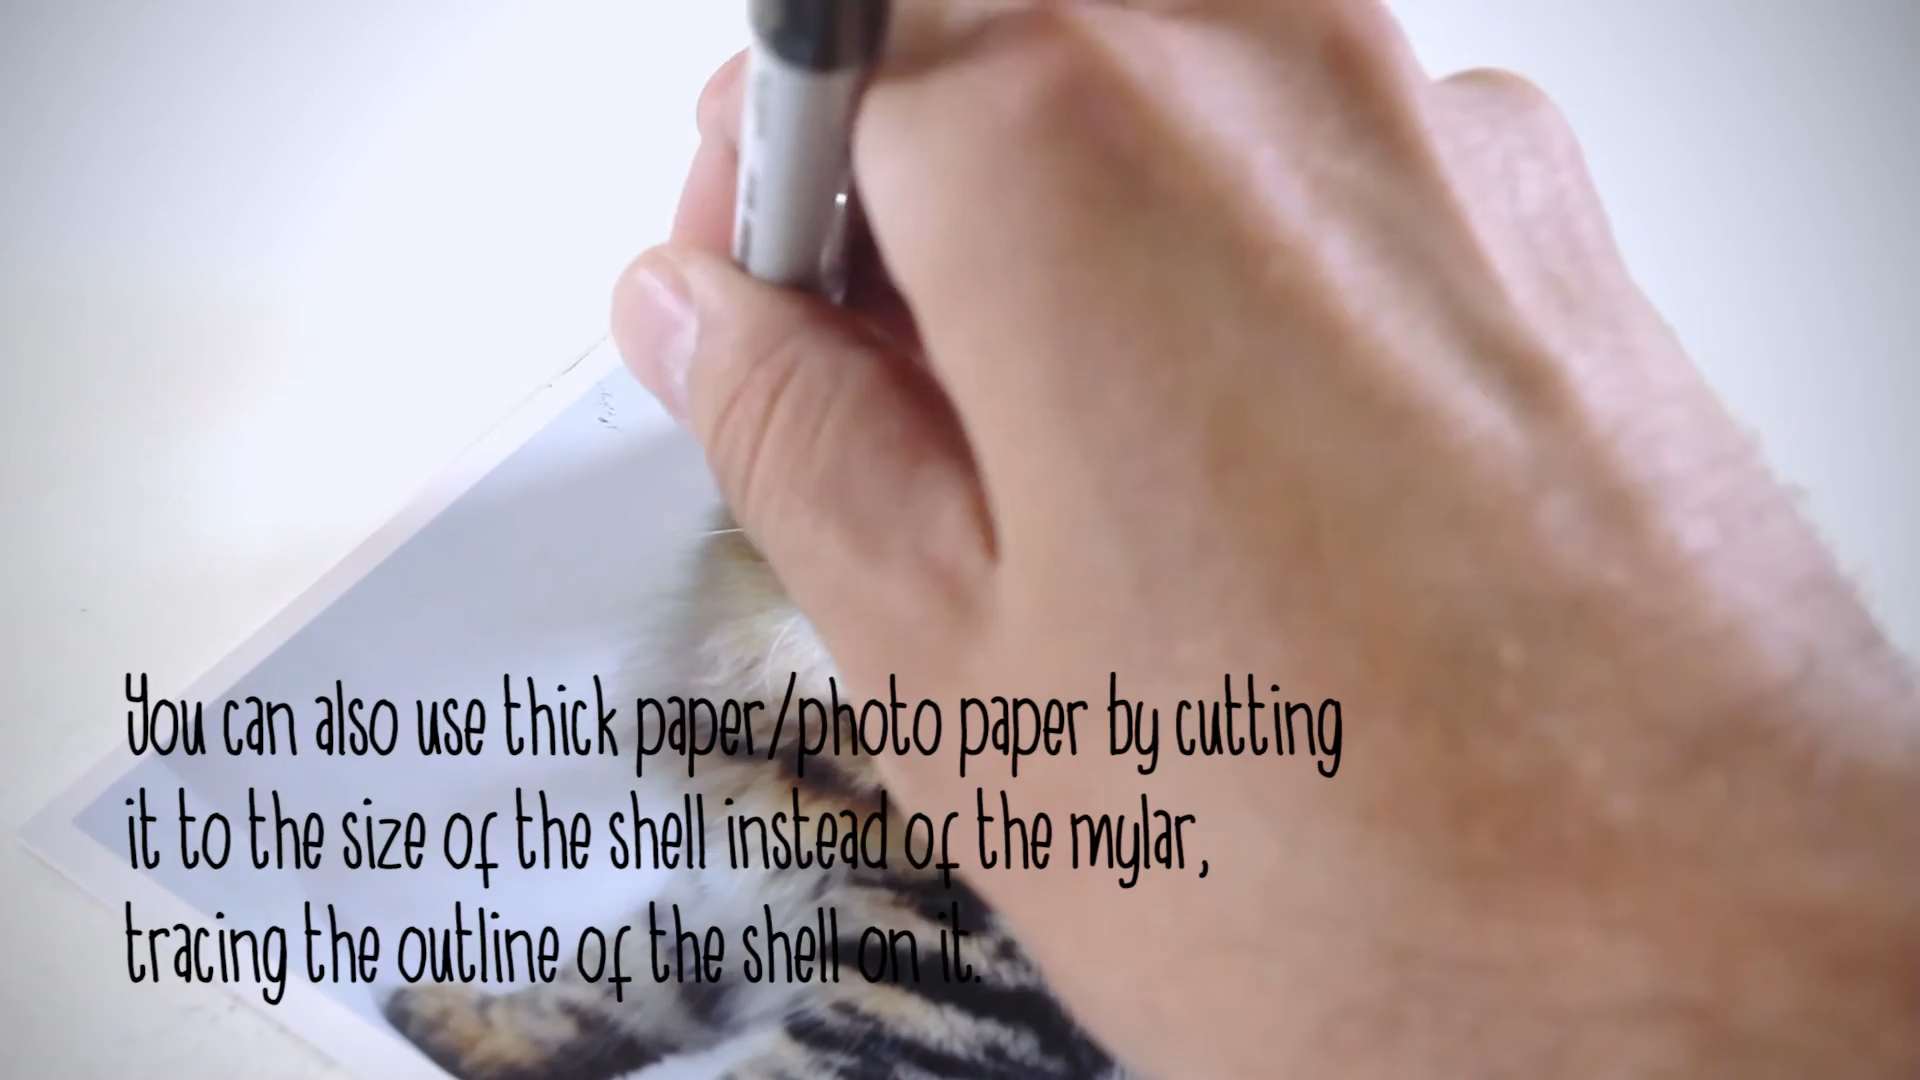 You can also use thick paper/photo paper by cutting
it to the size of the shell instead of the mylar,
tracing the outline of the shell on it.